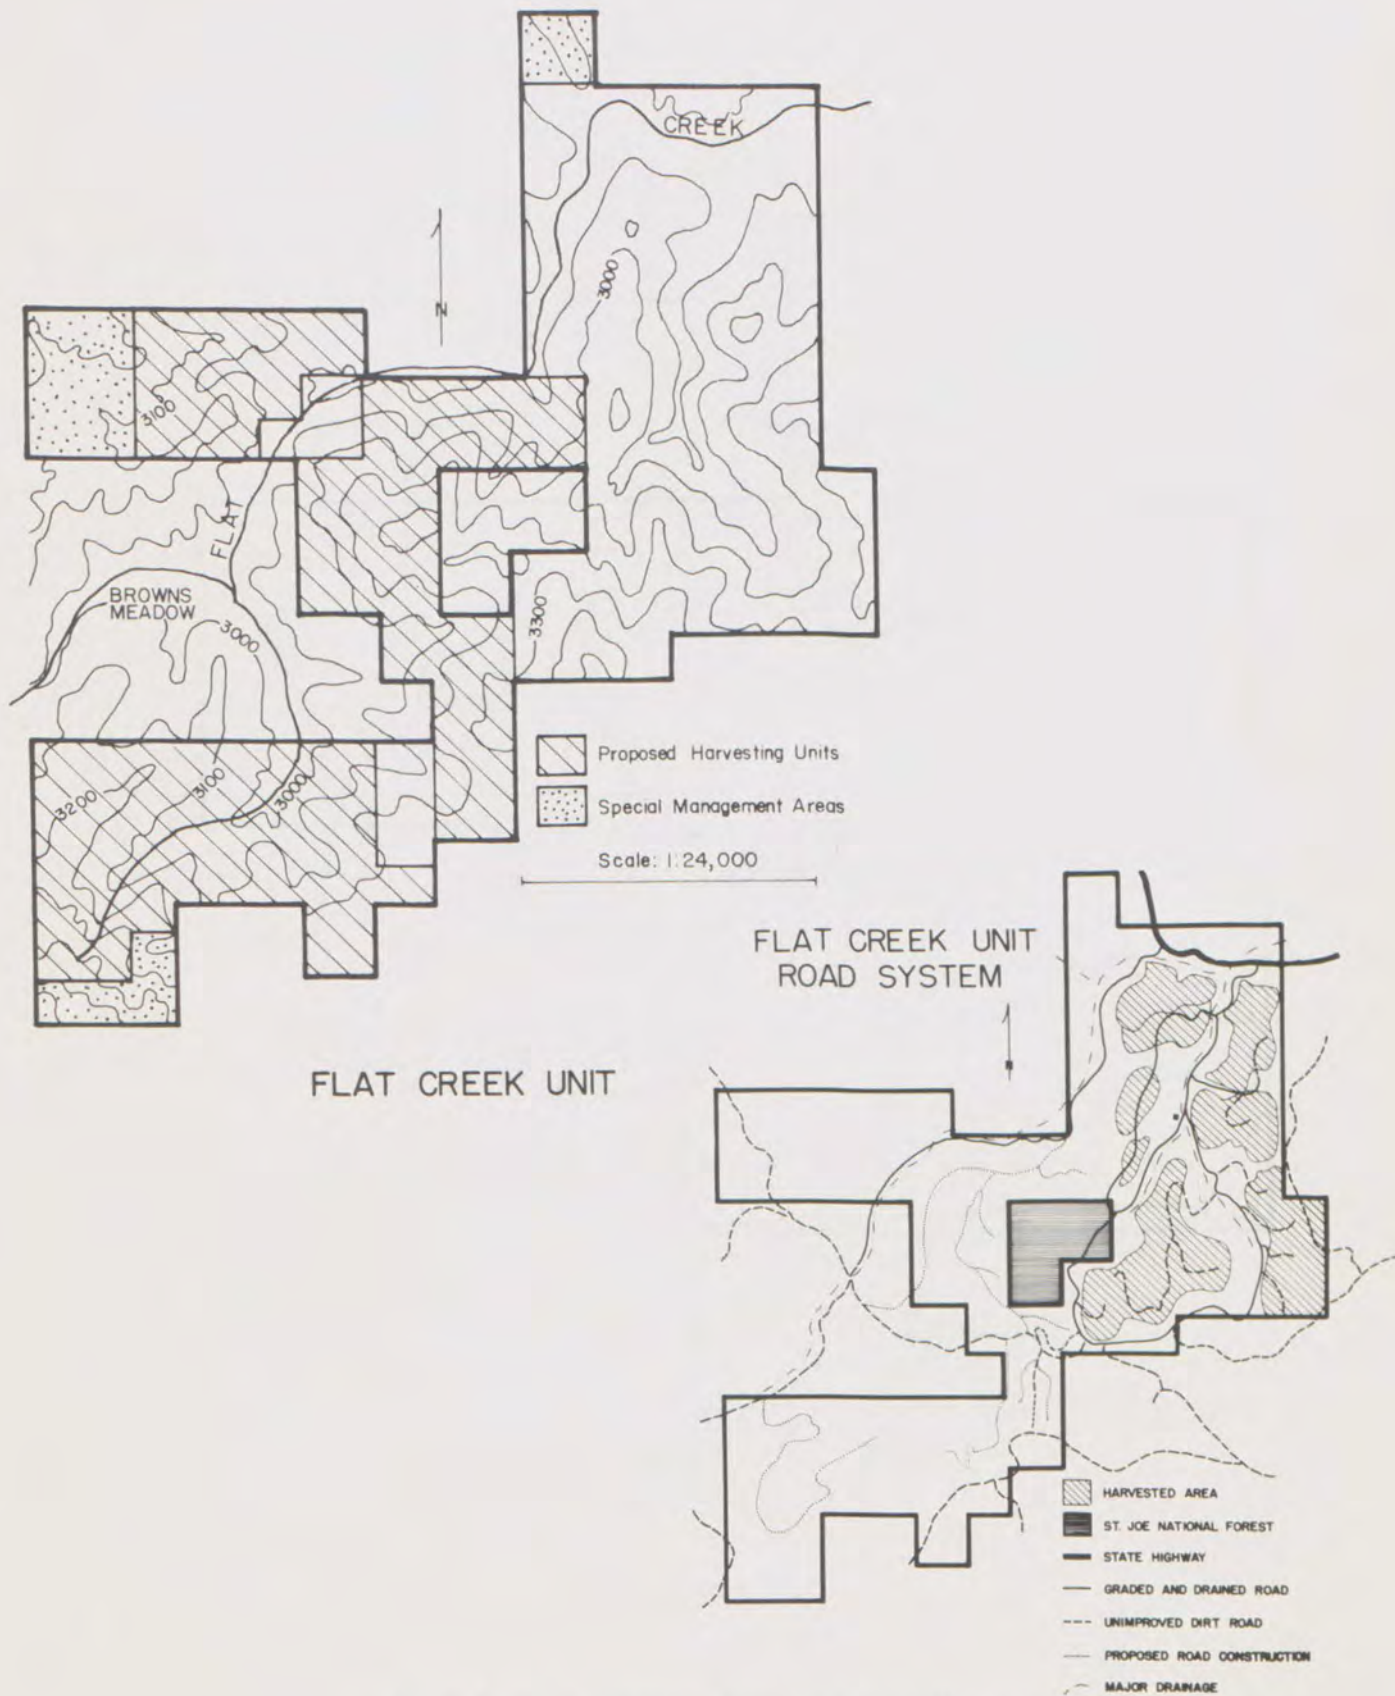 CREEK
3000
N
3100
FLAT
BROWNS
MEADOW
3000
3300
Proposed Harvesting Units
3200
3100
3000
Special Management Areas
Scale: 1:24,000
FLAT CREEK UNIT
ROAD SYSTEM
N
FLAT CREEK UNIT
HARVESTED AREA
ST. JOE NATIONAL FOREST
STATE HIGHWAY
GRADED AND DRAINED ROAD
UNIMPROVED DIRT ROAD
PROPOSED ROAD CONSTRUCTION
MAJOR DRAINAGE